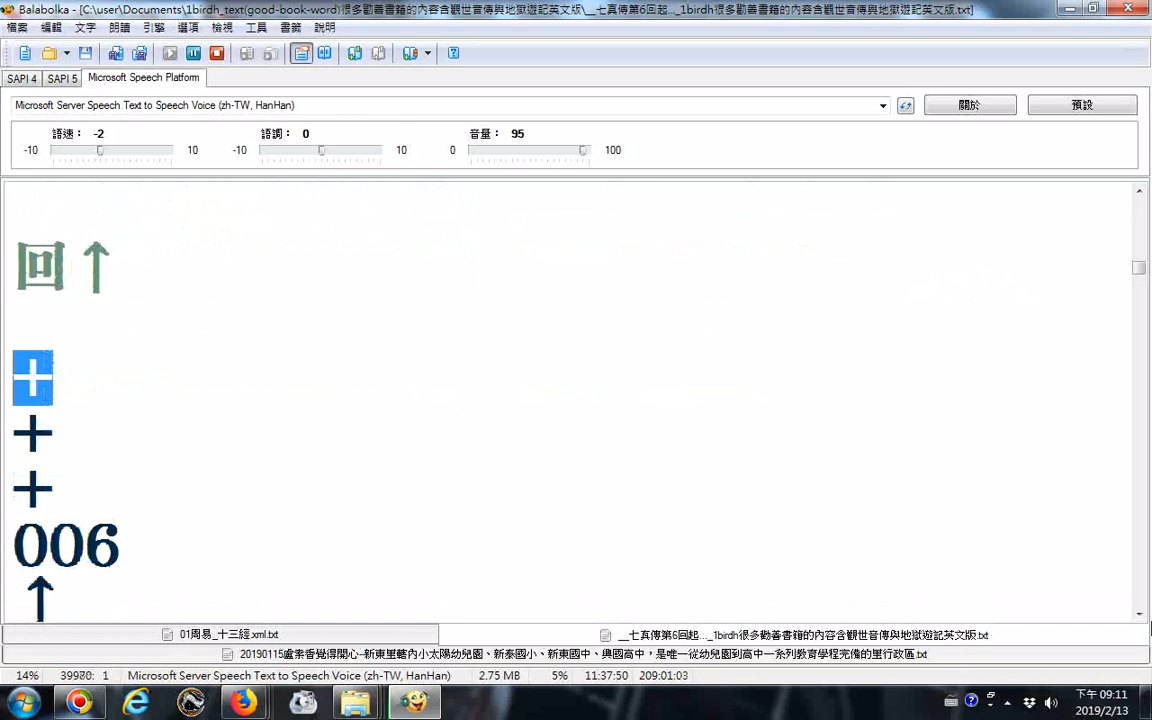 Balabolka - [C:\user\Documents\1birdh_text(good-book-word)很多勸善書籍的內容含觀世音傳與地獄遊記英文版\__七真傳第6回起..._1birdh很多勸善書籍的內容含觀世音傳與地獄遊記英文版.txt]
檔案 編輯 文字 朗讀 引擎 選項 檢視 工具 書籤 說明
SAPI 4 SAPI 5 Microsoft Speech Platform
Microsoft Server Speech Text to Speech Voice (zh-TW, HanHan) 關於 預設
語速： -2 語調： 0 音量： 95
-10 10 -10 10 0 100
回↑
+
+
+
006
↑
01周易_十三經.xml.txt __七真傳第6回起..._1birdh很多勸善書籍的內容含觀世音傳與地獄遊記英文版.txt
20190115盧素香覺得開心-新東里轄內小太陽幼兒園、新泰國小、新東國中、興國高中，是唯一從幼兒園到高中一系列教育學程完備的里行政區.txt
14% 39980: 1 Microsoft Server Speech Text to Speech Voice (zh-TW, HanHan) 2.75 MB 5% 11:37:50 209:01:03
下午 09:11
2019/2/13